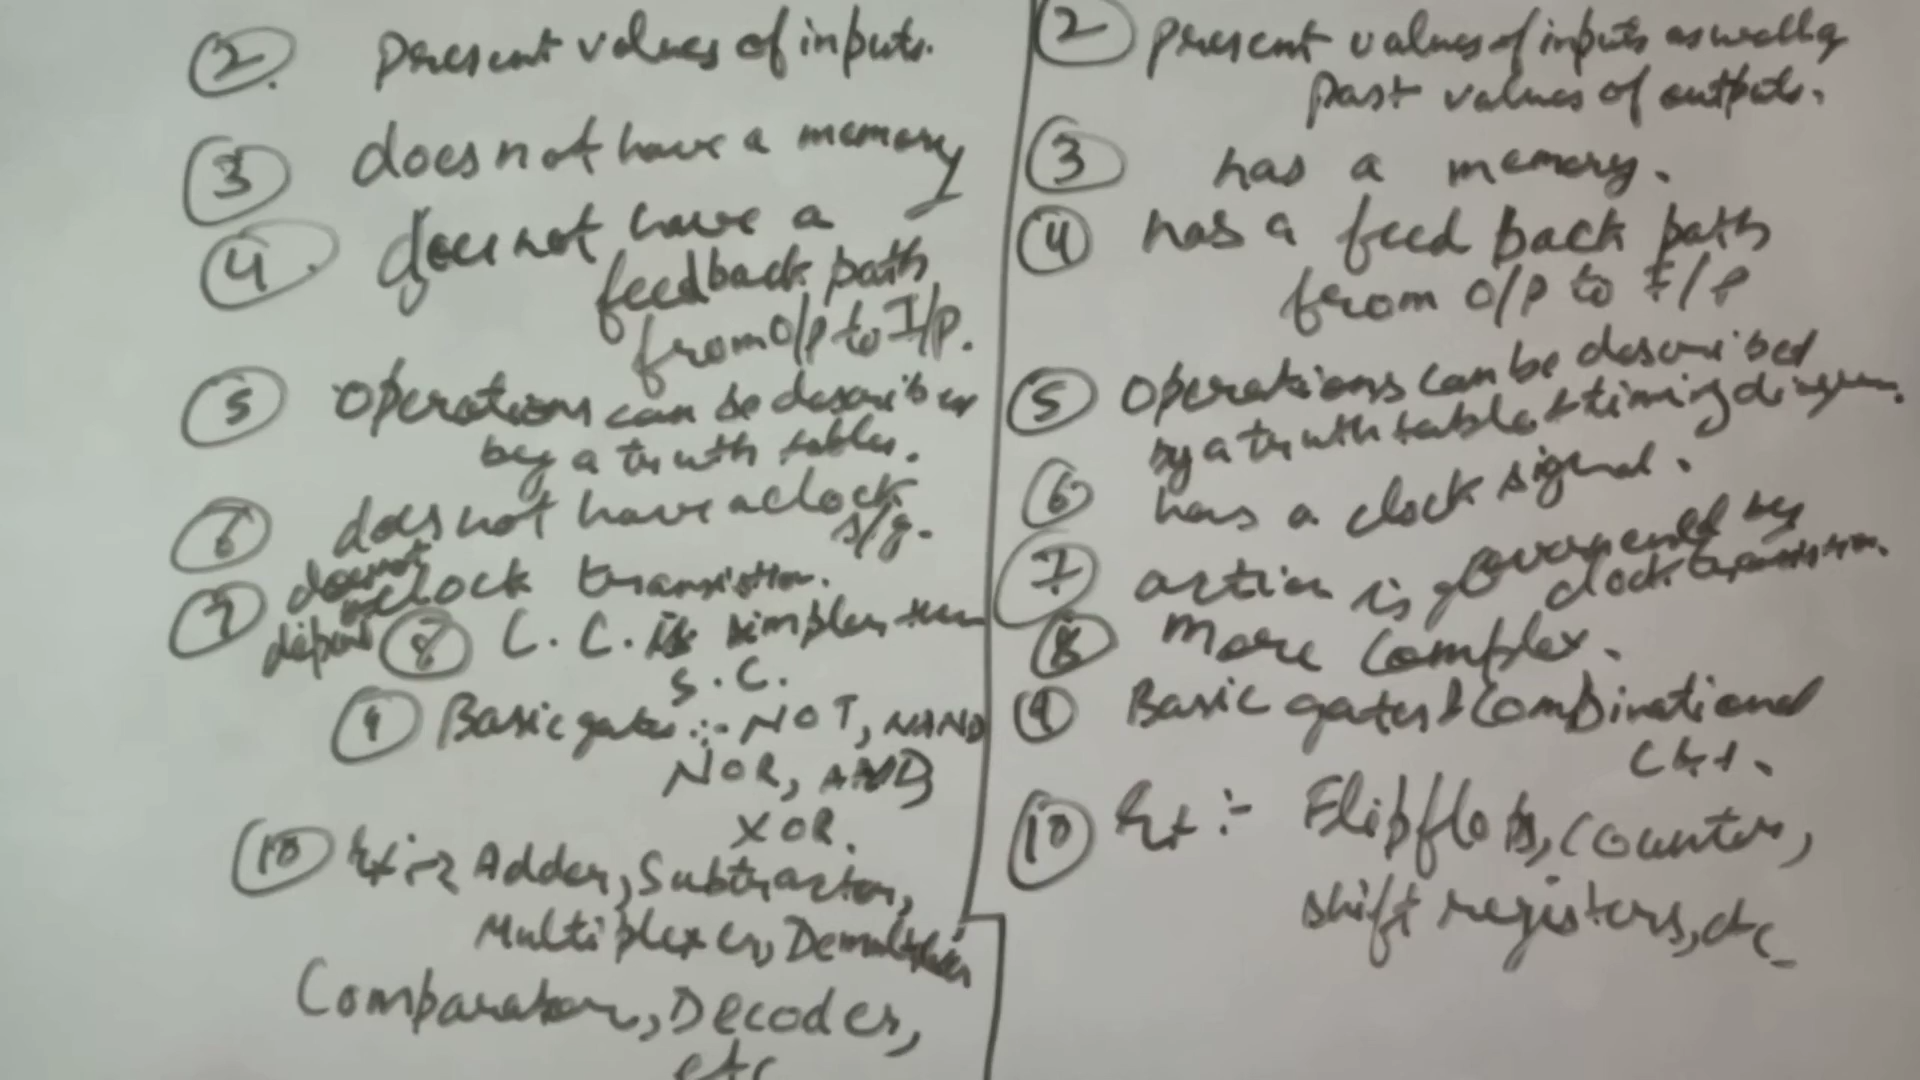 2. Present values of inputs.
3 does not have a memory
4. does not have a
feedback path
from O/p to I/p.
5 Operations can be described
by a truth tables.
6 does not have a clock
s/g.
7 does not
depend on clock transistion.
8 C. C. is simpler than
S. C.
9 Basic gates :- NOT, NAND
NOR, AND,
XOR.
10 Ex :- Adder, Subtractor,
Multiplexer, Demultiplexer
Comparator, Decoder,
etc
2 present values of inputs as well as
past values of outputs.
3 has a memory.
4 has a feed back path
from O/P to I/P
5 Operations can be described
by a truth table & timing diagram.
6 has a clock signal.
7 action is governed by
clock transistion.
8 More Complex.
9 Basic gates & Combinational
Ckt.
10 Ex :- Flipflops, Counter,
shift registers, etc